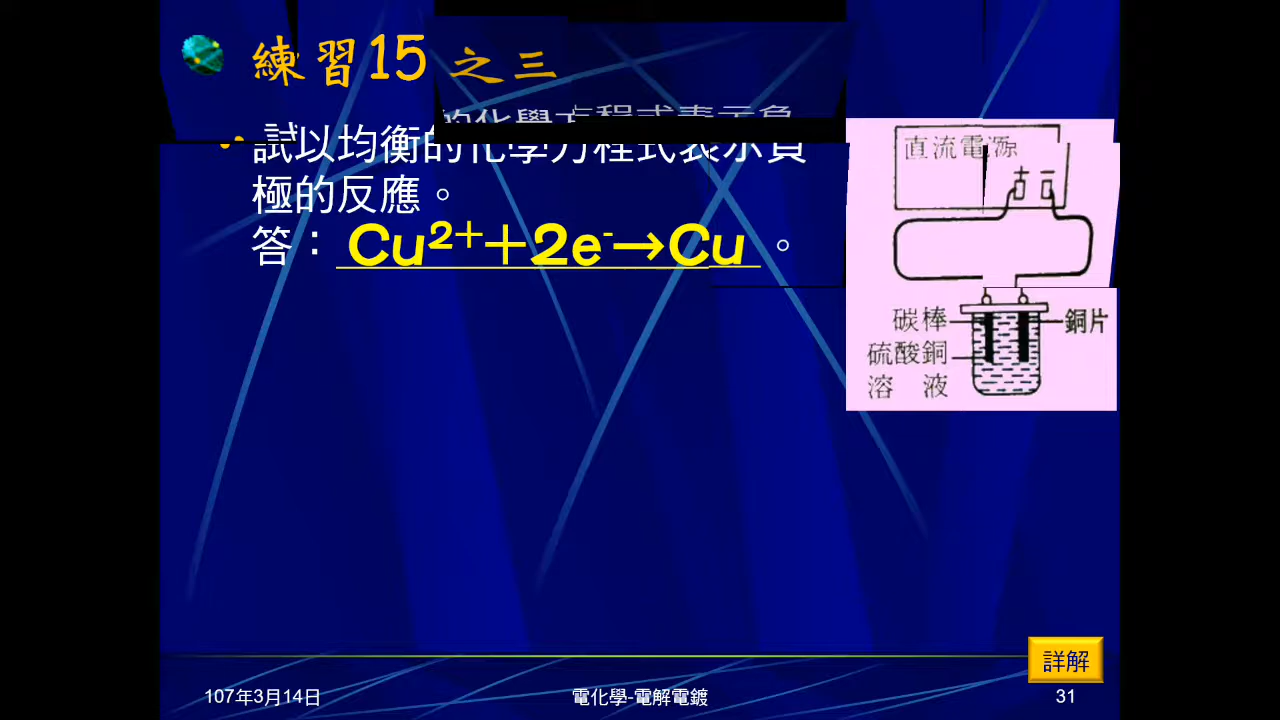 練習15 之三
試以均衡的化學方程式表示負
極的反應。
答：Cu²⁺＋2e⁻→Cu。
直流電源
＋－
碳棒
銅片
硫酸銅
溶液
詳解
107年3月14日
電化學-電解電鍍
31